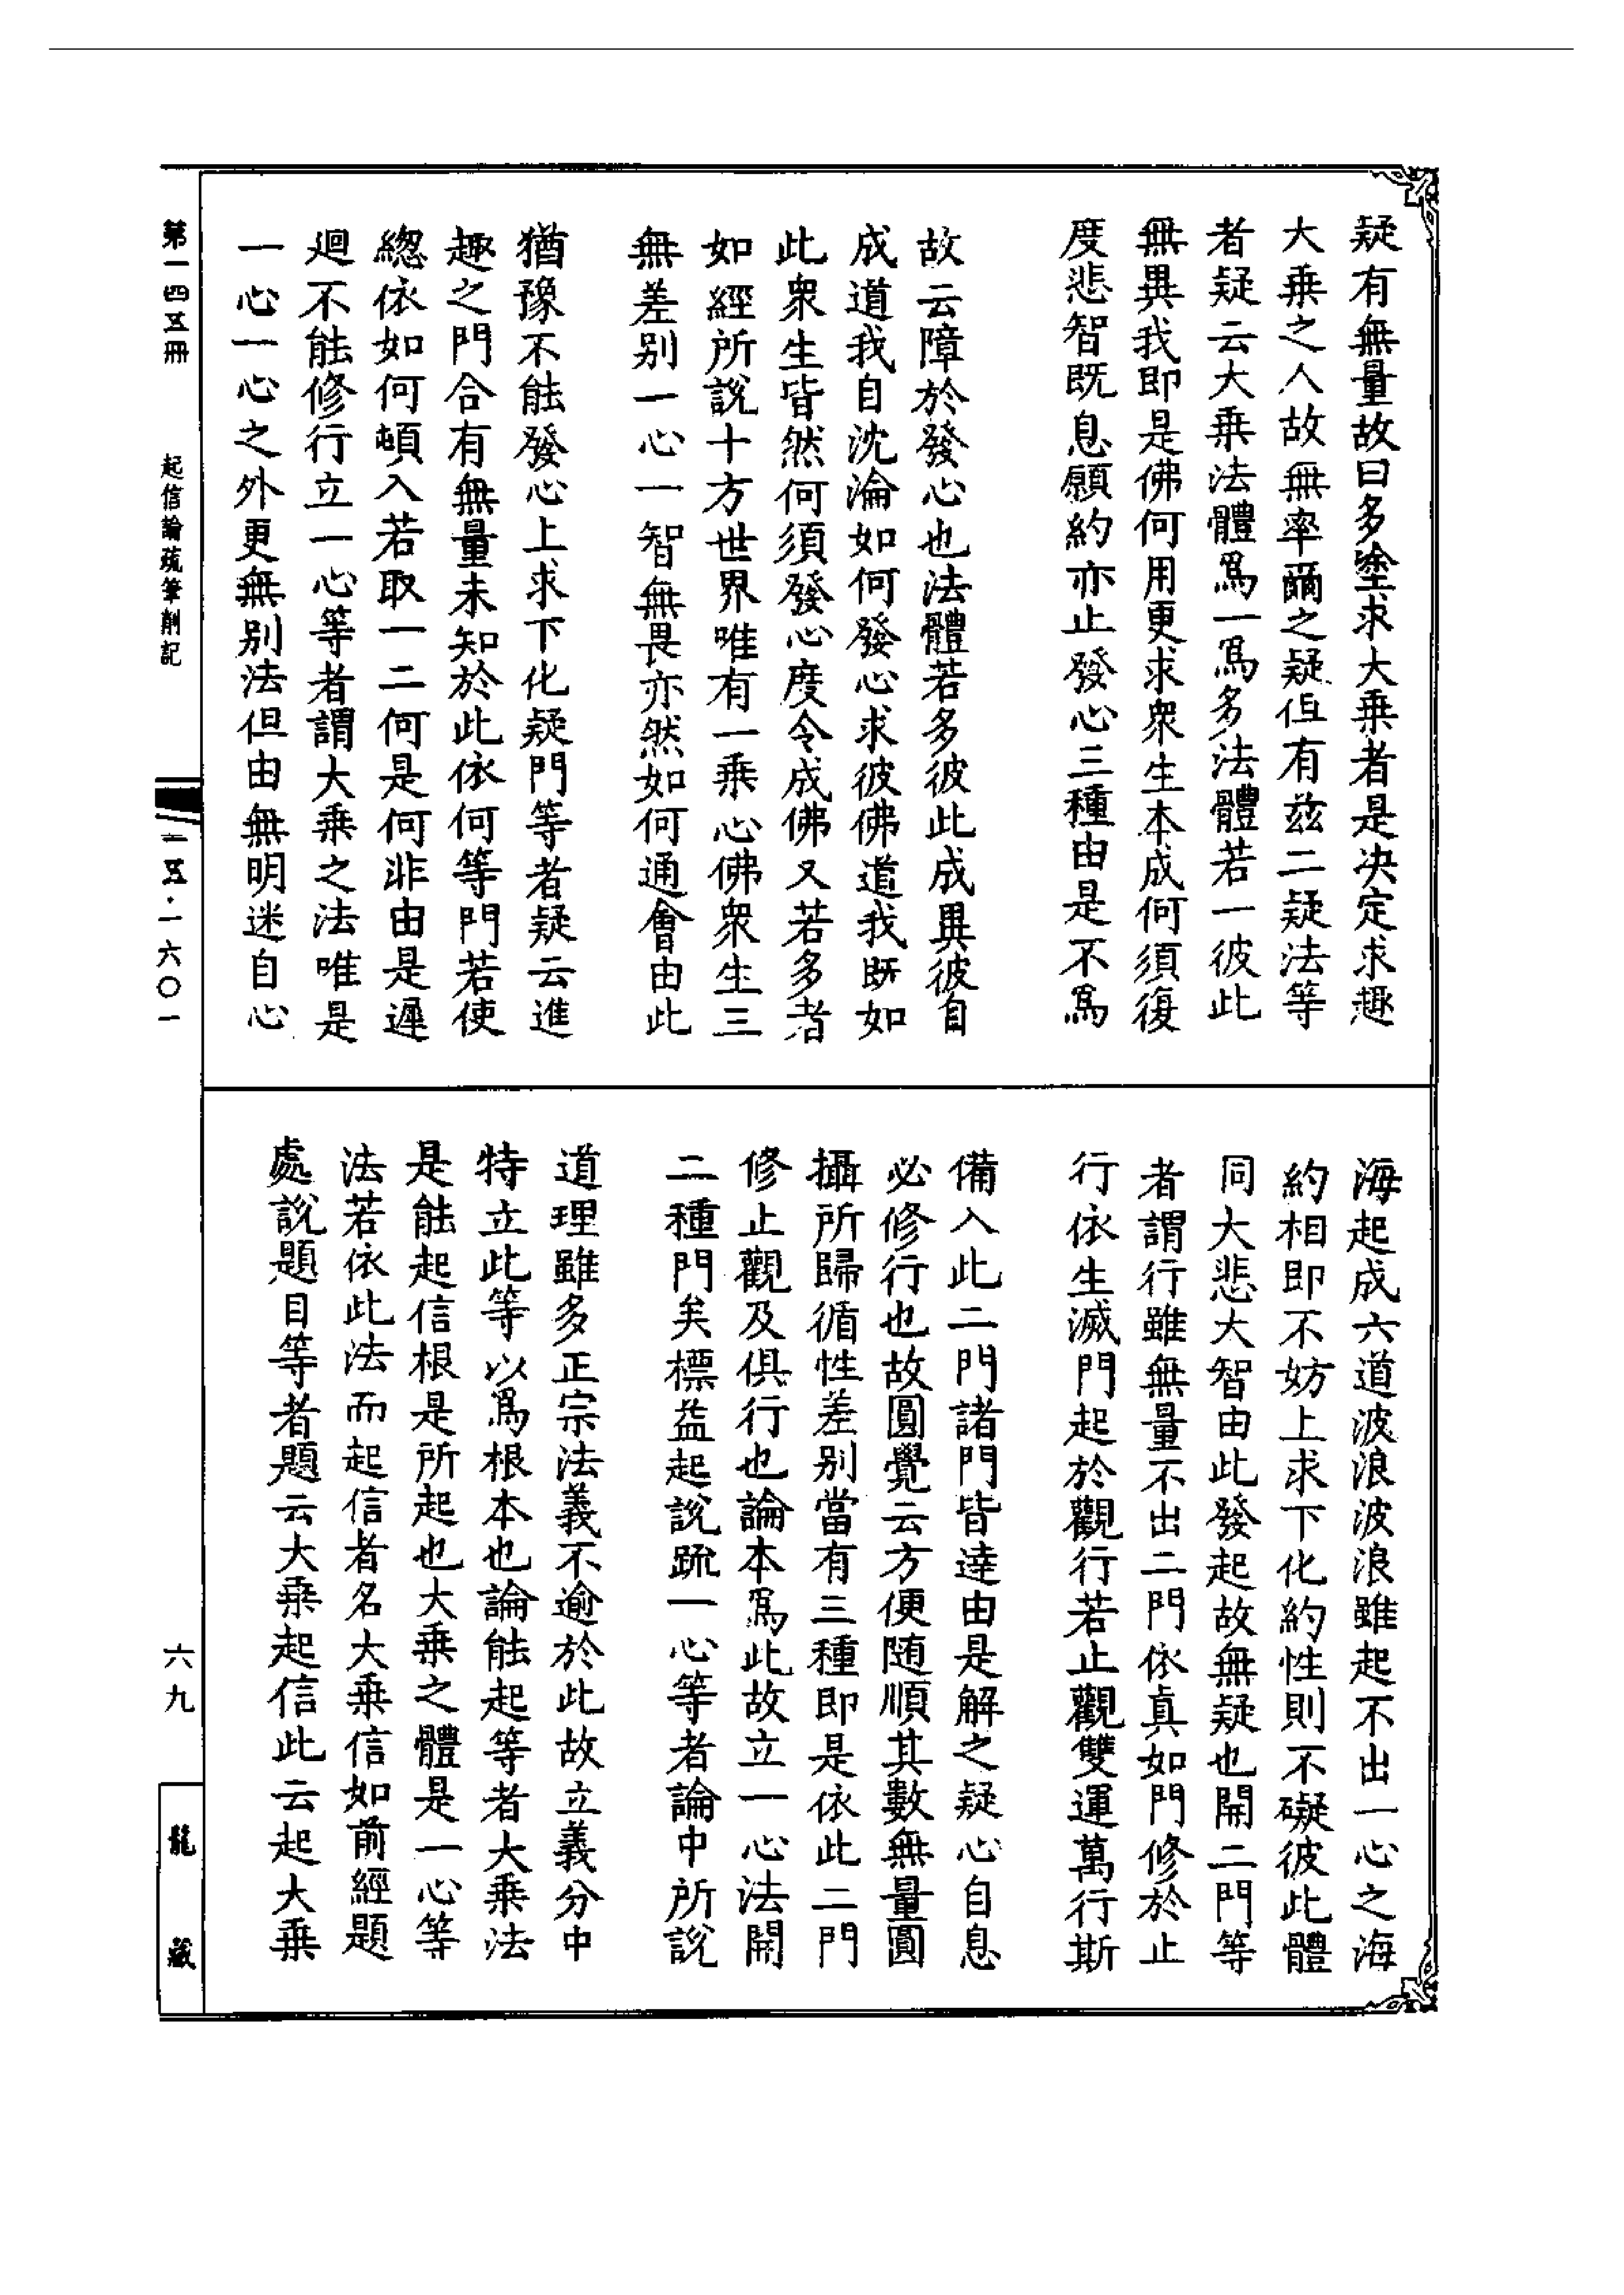 疑有無量故曰多塗求大乗者是决定求趣
大乗之人故無率爾之疑但有兹二疑法等
者疑云大乗法體爲一爲多法體若一彼此
無異我即是佛何用更求衆生本成何須復
度悲智既息願約亦止發心三種由是不爲
故云障於發心也法體若多彼此成異彼自
成道我自沈淪如何發心求彼佛道我既如
此衆生皆然何須發心度令成佛又若多者
如經所說十方世界唯有一乗心佛衆生三
無差别一心一智無畏亦然如何通會由此
猶豫不能發心上求下化疑門等者疑云進
趣之門合有無量未知於此依何等門若使
緫依如何頓入若取一二何是何非由是遲
迴不能修行立一心等者謂大乗之法唯是
一心一心之外更無别法但由無明迷自心
海起成六道波浪波浪雖起不出一心之海
約相即不妨上求下化約性則不礙彼此體
同大悲大智由此發起故無疑也開二門等
者謂行雖無量不出二門依真如門修於止
行依生滅門起於觀行若止觀雙運萬行斯
備入此二門諸門皆達由是解之疑心自息
必修行也故圓覺云方便随順其數無量圓
攝所歸循性差别當有三種即是依此二門
修止觀及俱行也論本爲此故立一心法開
二種門矣標益起說疏一心等者論中所說
道理雖多正宗法義不逾於此故立義分中
特立此等以爲根本也論能起等者大乗法
是能起信根是所起也大乗之體是一心等
法若依此法而起信者名大乗信如前經題
處說題目等者題云大乗起信此云起大乗
第一四五冊
起信論疏筆削記
一五·一六〇一
六九
龍藏